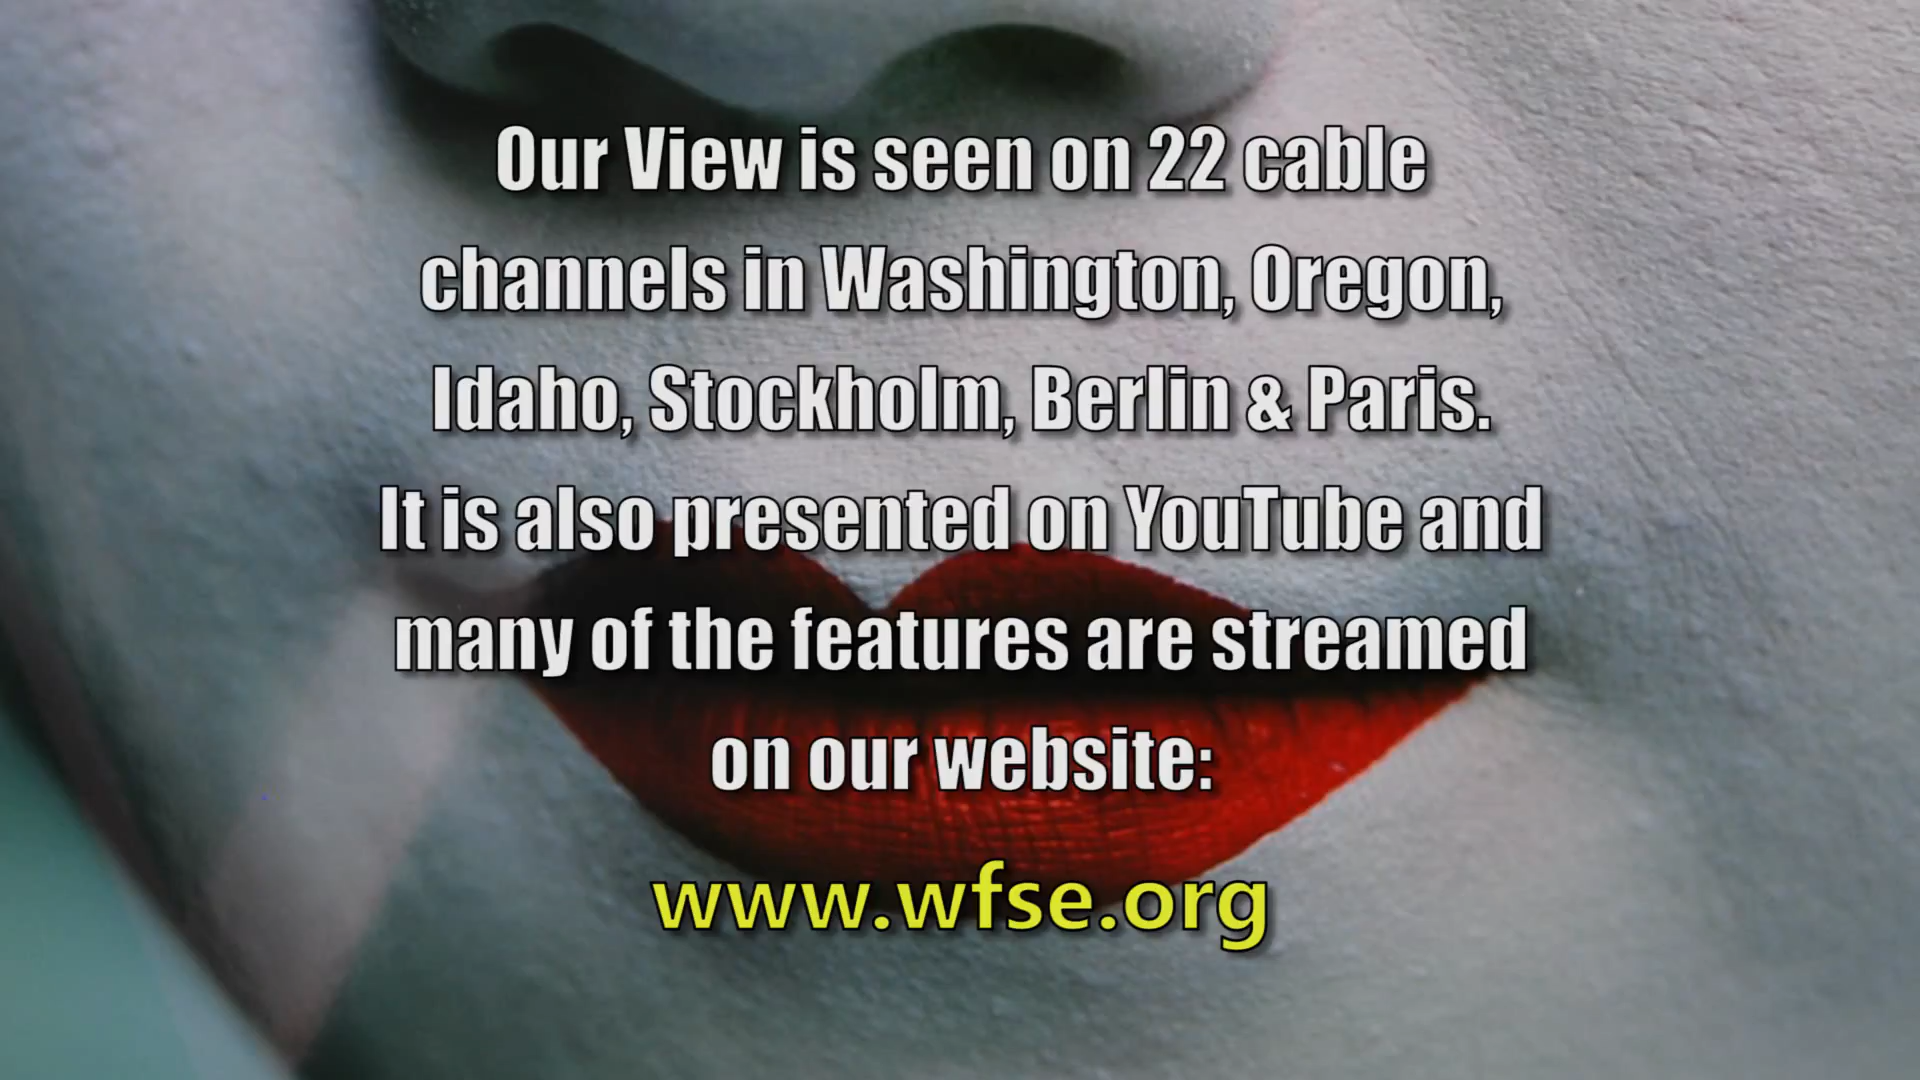 Our View is seen on 22 cable
channels in Washington, Oregon,
Idaho, Stockholm, Berlin & Paris.
It is also presented on YouTube and
many of the features are streamed
on our website:
www.wfse.org